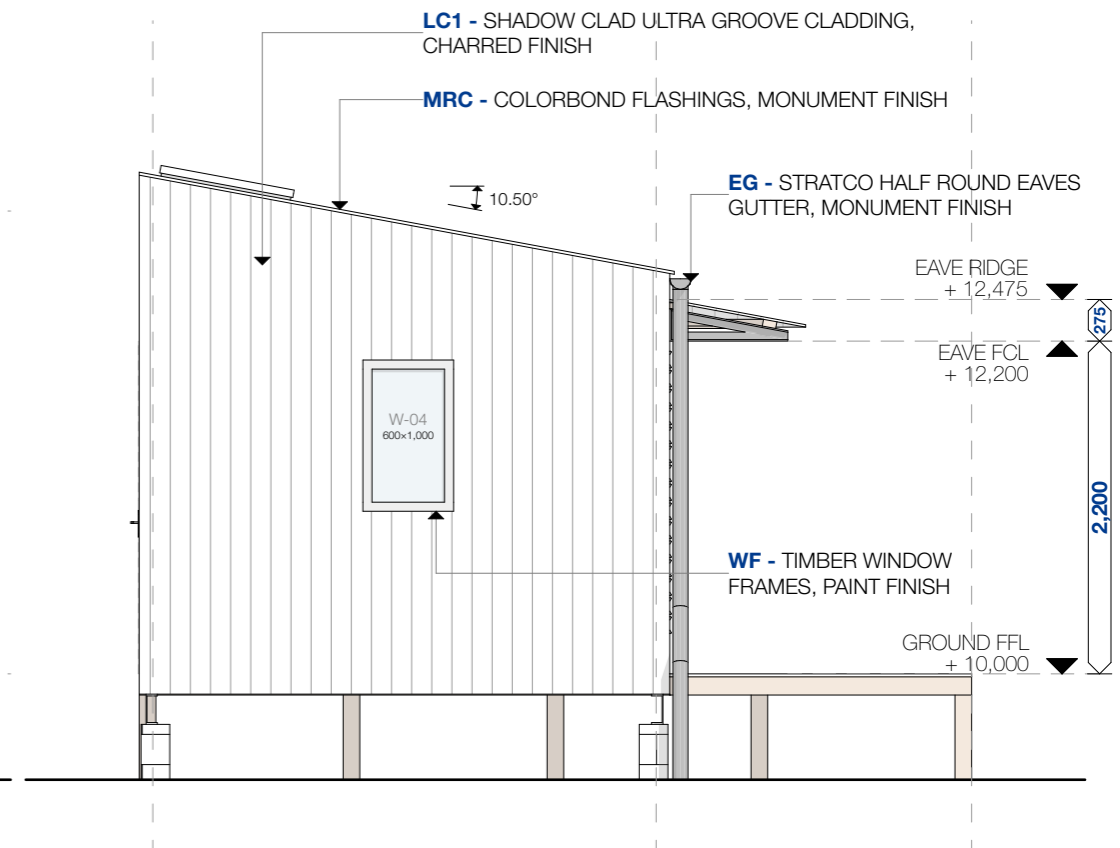 LC1 - SHADOW CLAD ULTRA GROOVE CLADDING,
CHARRED FINISH
MRC - COLORBOND FLASHINGS, MONUMENT FINISH
EG - STRATCO HALF ROUND EAVES
GUTTER, MONUMENT FINISH
10.50°
EAVE RIDGE
+ 12,475
275
EAVE FCL
+ 12,200
W-04
600×1,000
2,200
WF - TIMBER WINDOW
FRAMES, PAINT FINISH
GROUND FFL
+ 10,000